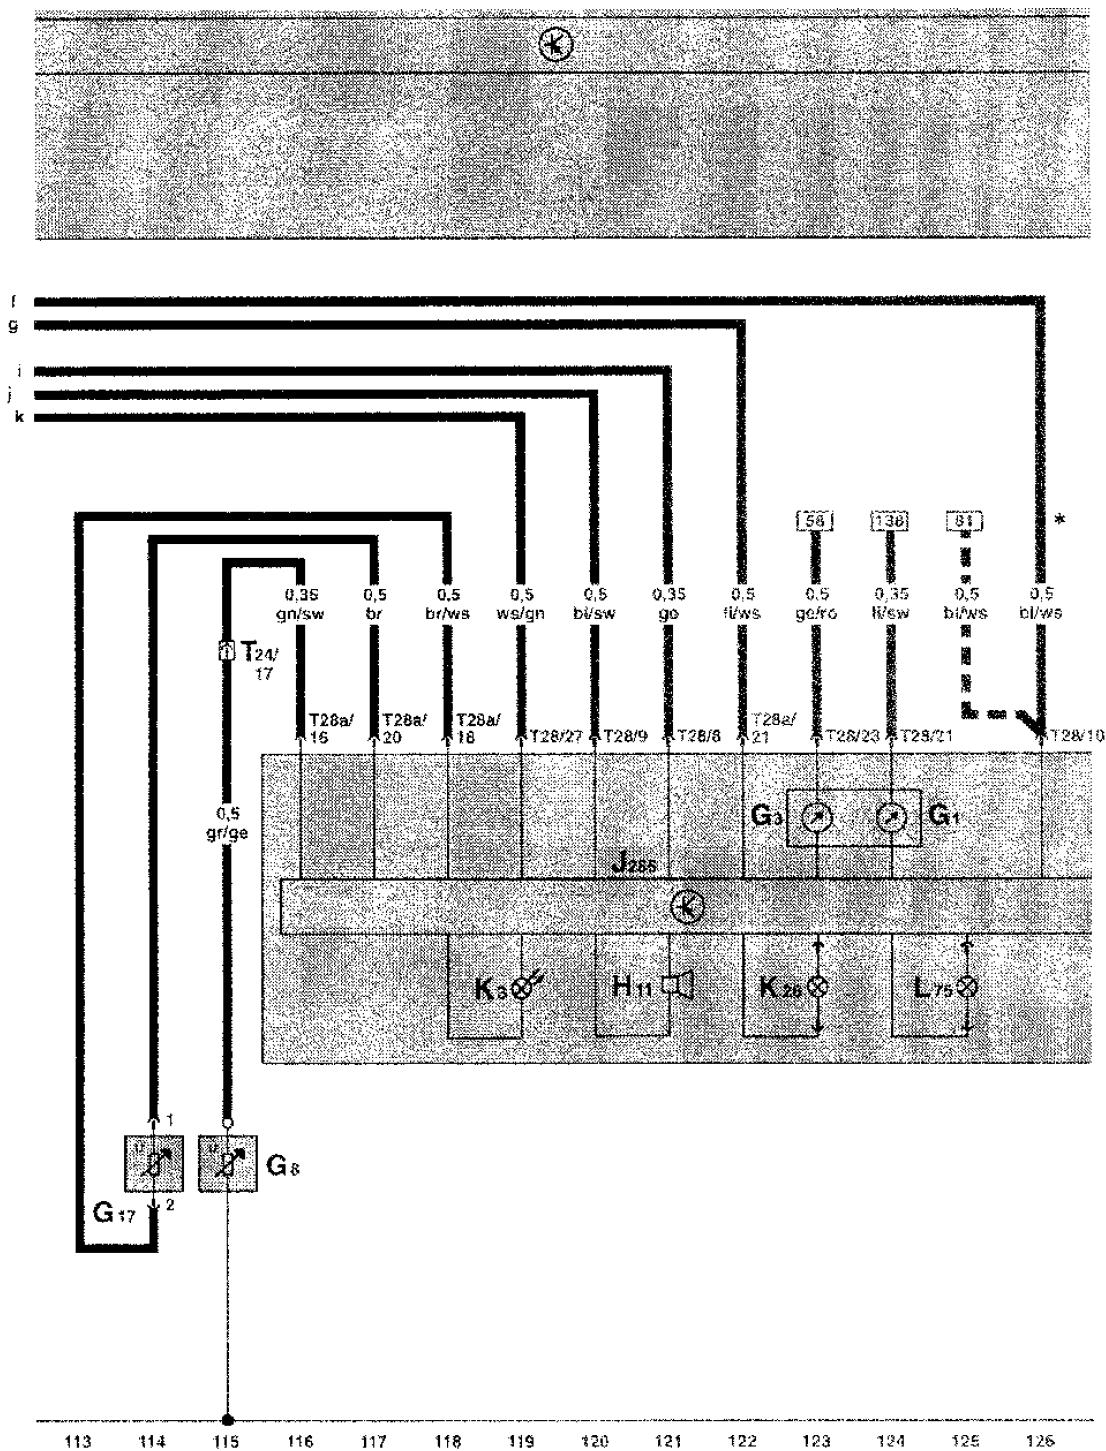 f
g
i
j
k
58
136
81
*
0,35 0,5 0,5 0,5 0,5 0,35 0,5 0,5 0,35 0,5 0,5
gn/sw br br/ws ws/gn bl/sw li/ws ge/ro li/sw bl/ws bl/ws
T24/
17
T28a/
16
T28a/
20
T28a/
18
T28/27
T28/9
T28/8
T28a/
21
T28/23
T28/21
T28/10
0,5
gr/ge
G3
G1
J285
K3
H11
K28
L75
1
G8
G17
2
113 114 115 116 117 118 119 120 121 122 123 124 125 126